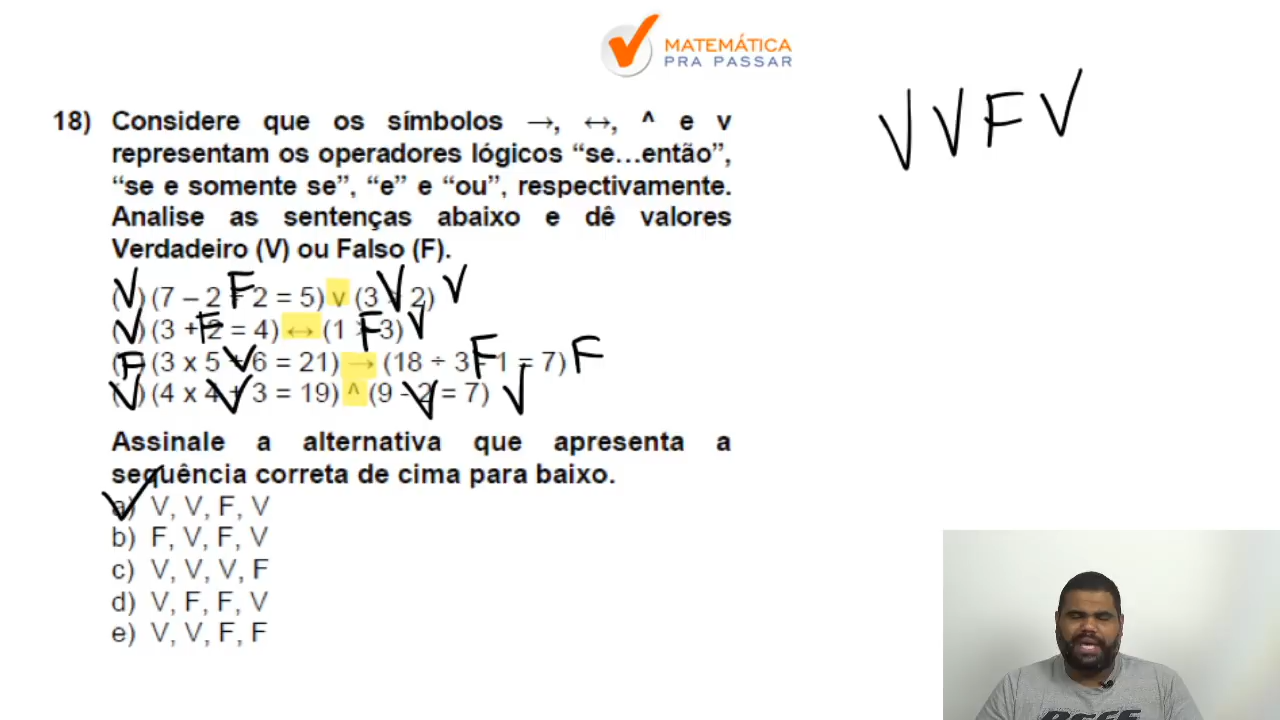 MATEMÁTICA
PRA PASSAR
V V F V
18) Considere que os símbolos →, ↔, ^ e v
representam os operadores lógicos “se...então”,
“se e somente se”, “e” e “ou”, respectivamente.
Analise as sentenças abaixo e dê valores
Verdadeiro (V) ou Falso (F).
(V) (7 – 2 F 2 = 5) v (3 V 2) V
(V) (3 + F = 4) ↔ (1 F 3) V
(F) (3 x 5 V 6 = 21) → (18 ÷ 3 F 1 = 7) F
(V) (4 x 4 V 3 = 19) ^ (9 - V = 7) V
Assinale a alternativa que apresenta a
sequência correta de cima para baixo.
a) V, V, F, V
b) F, V, F, V
c) V, V, V, F
d) V, F, F, V
e) V, V, F, F